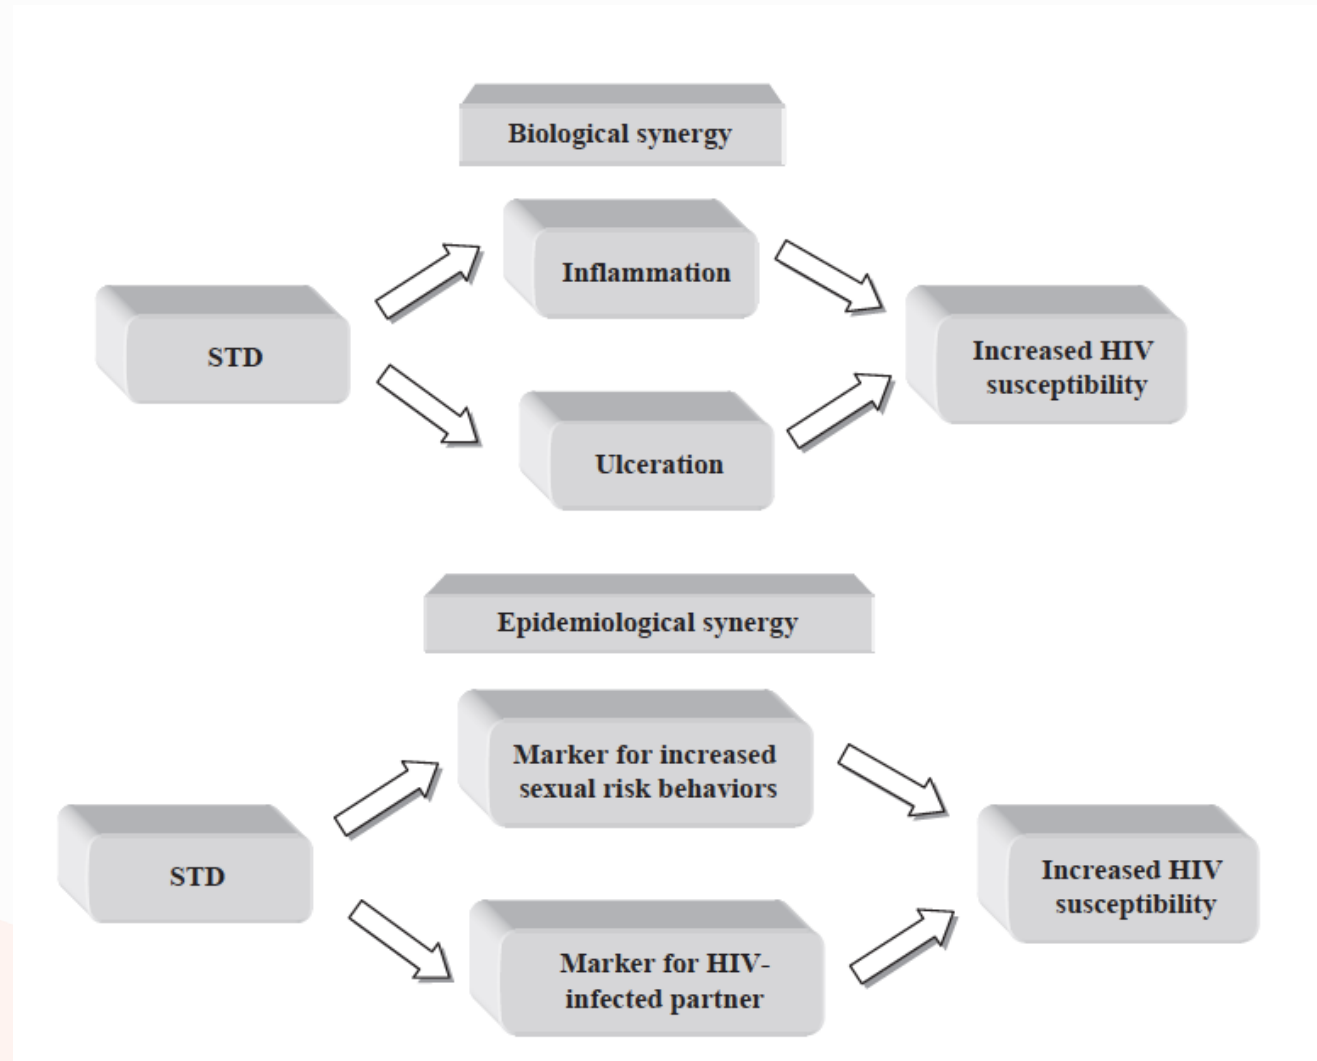 Biological synergy
Inflammation
STD
Increased HIV
susceptibility
Ulceration
Epidemiological synergy
Marker for increased
sexual risk behaviors
STD
Increased HIV
susceptibility
Marker for HIV-
infected partner